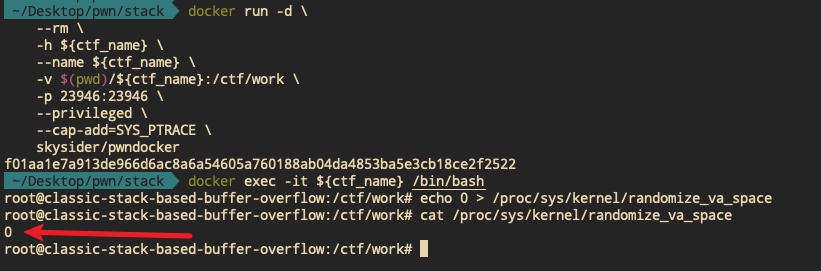 ~/Desktop/pwn/stack docker run -d \
--rm \
-h ${ctf_name} \
--name ${ctf_name} \
-v $(pwd)/${ctf_name}:/ctf/work \
-p 23946:23946 \
--privileged \
--cap-add=SYS_PTRACE \
skysider/pwndocker
f01aa1e7a913de966d6ac8a6a54605a760188ab04da4853ba5e3cb18ce2f2522
~/Desktop/pwn/stack docker exec -it ${ctf_name} /bin/bash
root@classic-stack-based-buffer-overflow:/ctf/work# echo 0 > /proc/sys/kernel/randomize_va_space
root@classic-stack-based-buffer-overflow:/ctf/work# cat /proc/sys/kernel/randomize_va_space
0
root@classic-stack-based-buffer-overflow:/ctf/work#